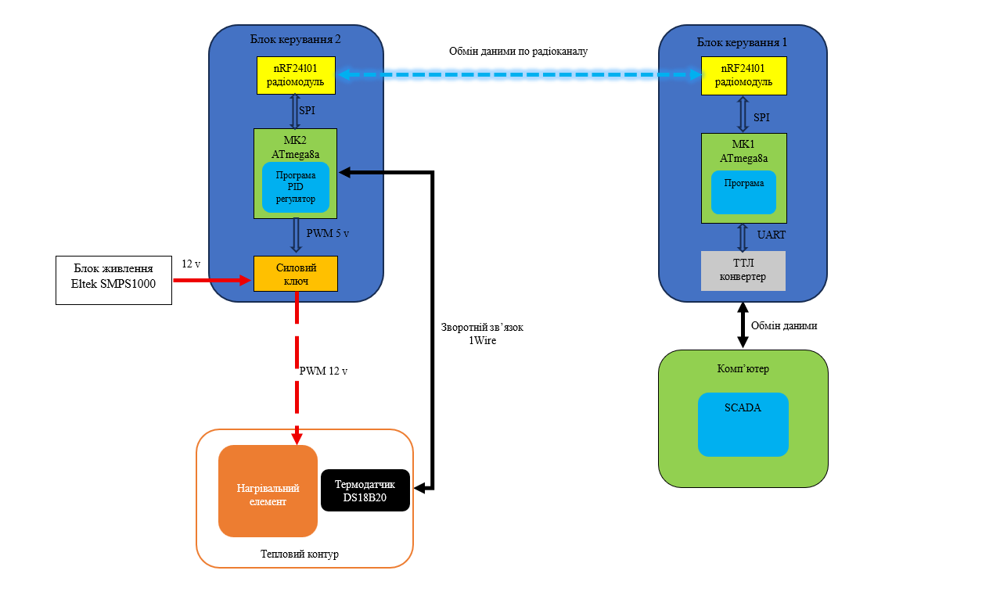 Блок керування 2
nRF24l01
радіомодуль
SPI
МК2
ATmega8a
Програма
PID
регулятор
PWM 5 v
Силовий
ключ
Блок живлення
Eltek SMPS1000
12 v
PWM 12 v
Нагрівальний
елемент
Термодатчик
DS18B20
Тепловий контур
Зворотній зв’язок
1Wire
Обмін даними по радіоканалу
Блок керування 1
nRF24l01
радіомодуль
SPI
МК1
ATmega8a
Програма
UART
ТТЛ
конвертер
Обмін даними
Комп’ютер
SCADA